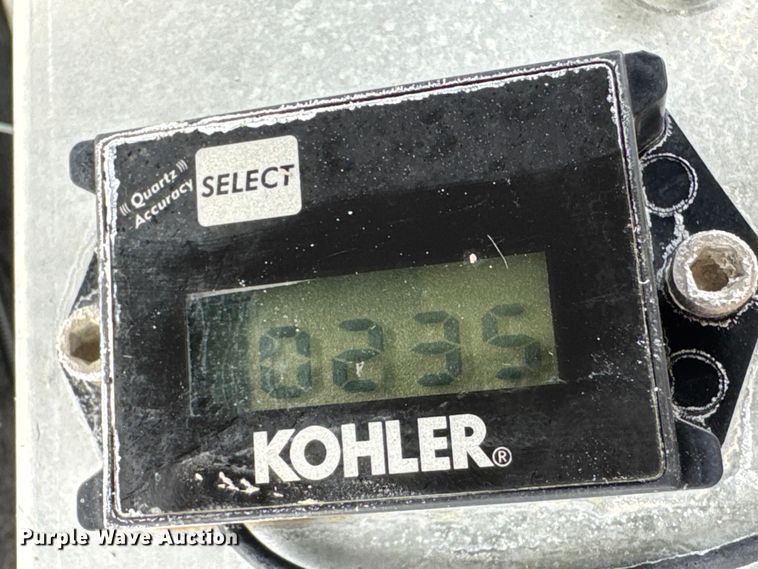 Quartz
Accuracy
SELECT
0235
KOHLER®
Purple Wave Auction